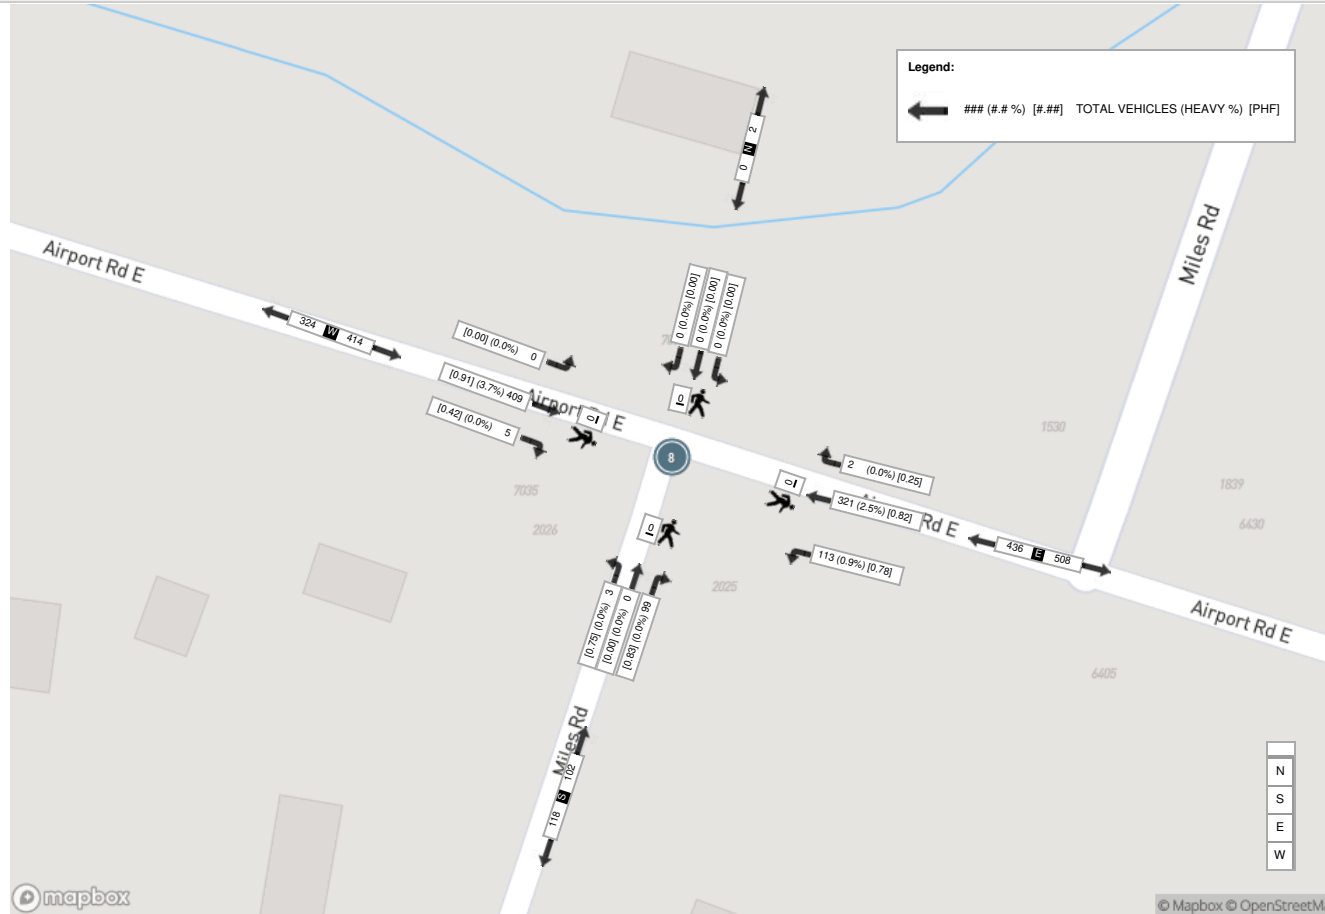 Legend:
### (#.# %) [#.##] TOTAL VEHICLES (HEAVY %) [PHF]
0 N 2
Miles Rd
Airport Rd E
324 W 414
[0.00] (0.0%) 0
[0.91] (3.7%) 409
[0.42] (0.0%) 5
0 (0.0%) [0.00]
0 (0.0%) [0.00]
0 (0.0%) [0.00]
0
0
8
2 (0.0%) [0.25]
321 (2.5%) [0.82]
113 (0.9%) [0.78]
0
0
Rd E
436 E 508
1530
1839
6430
7035
2026
2025
6405
Airport Rd E
[0.75] (0.0%) 3
[0.00] (0.0%) 0
[0.83] (0.0%) 99
Miles Rd
118 S 102
N
S
E
W
mapbox
© Mapbox © OpenStreetM